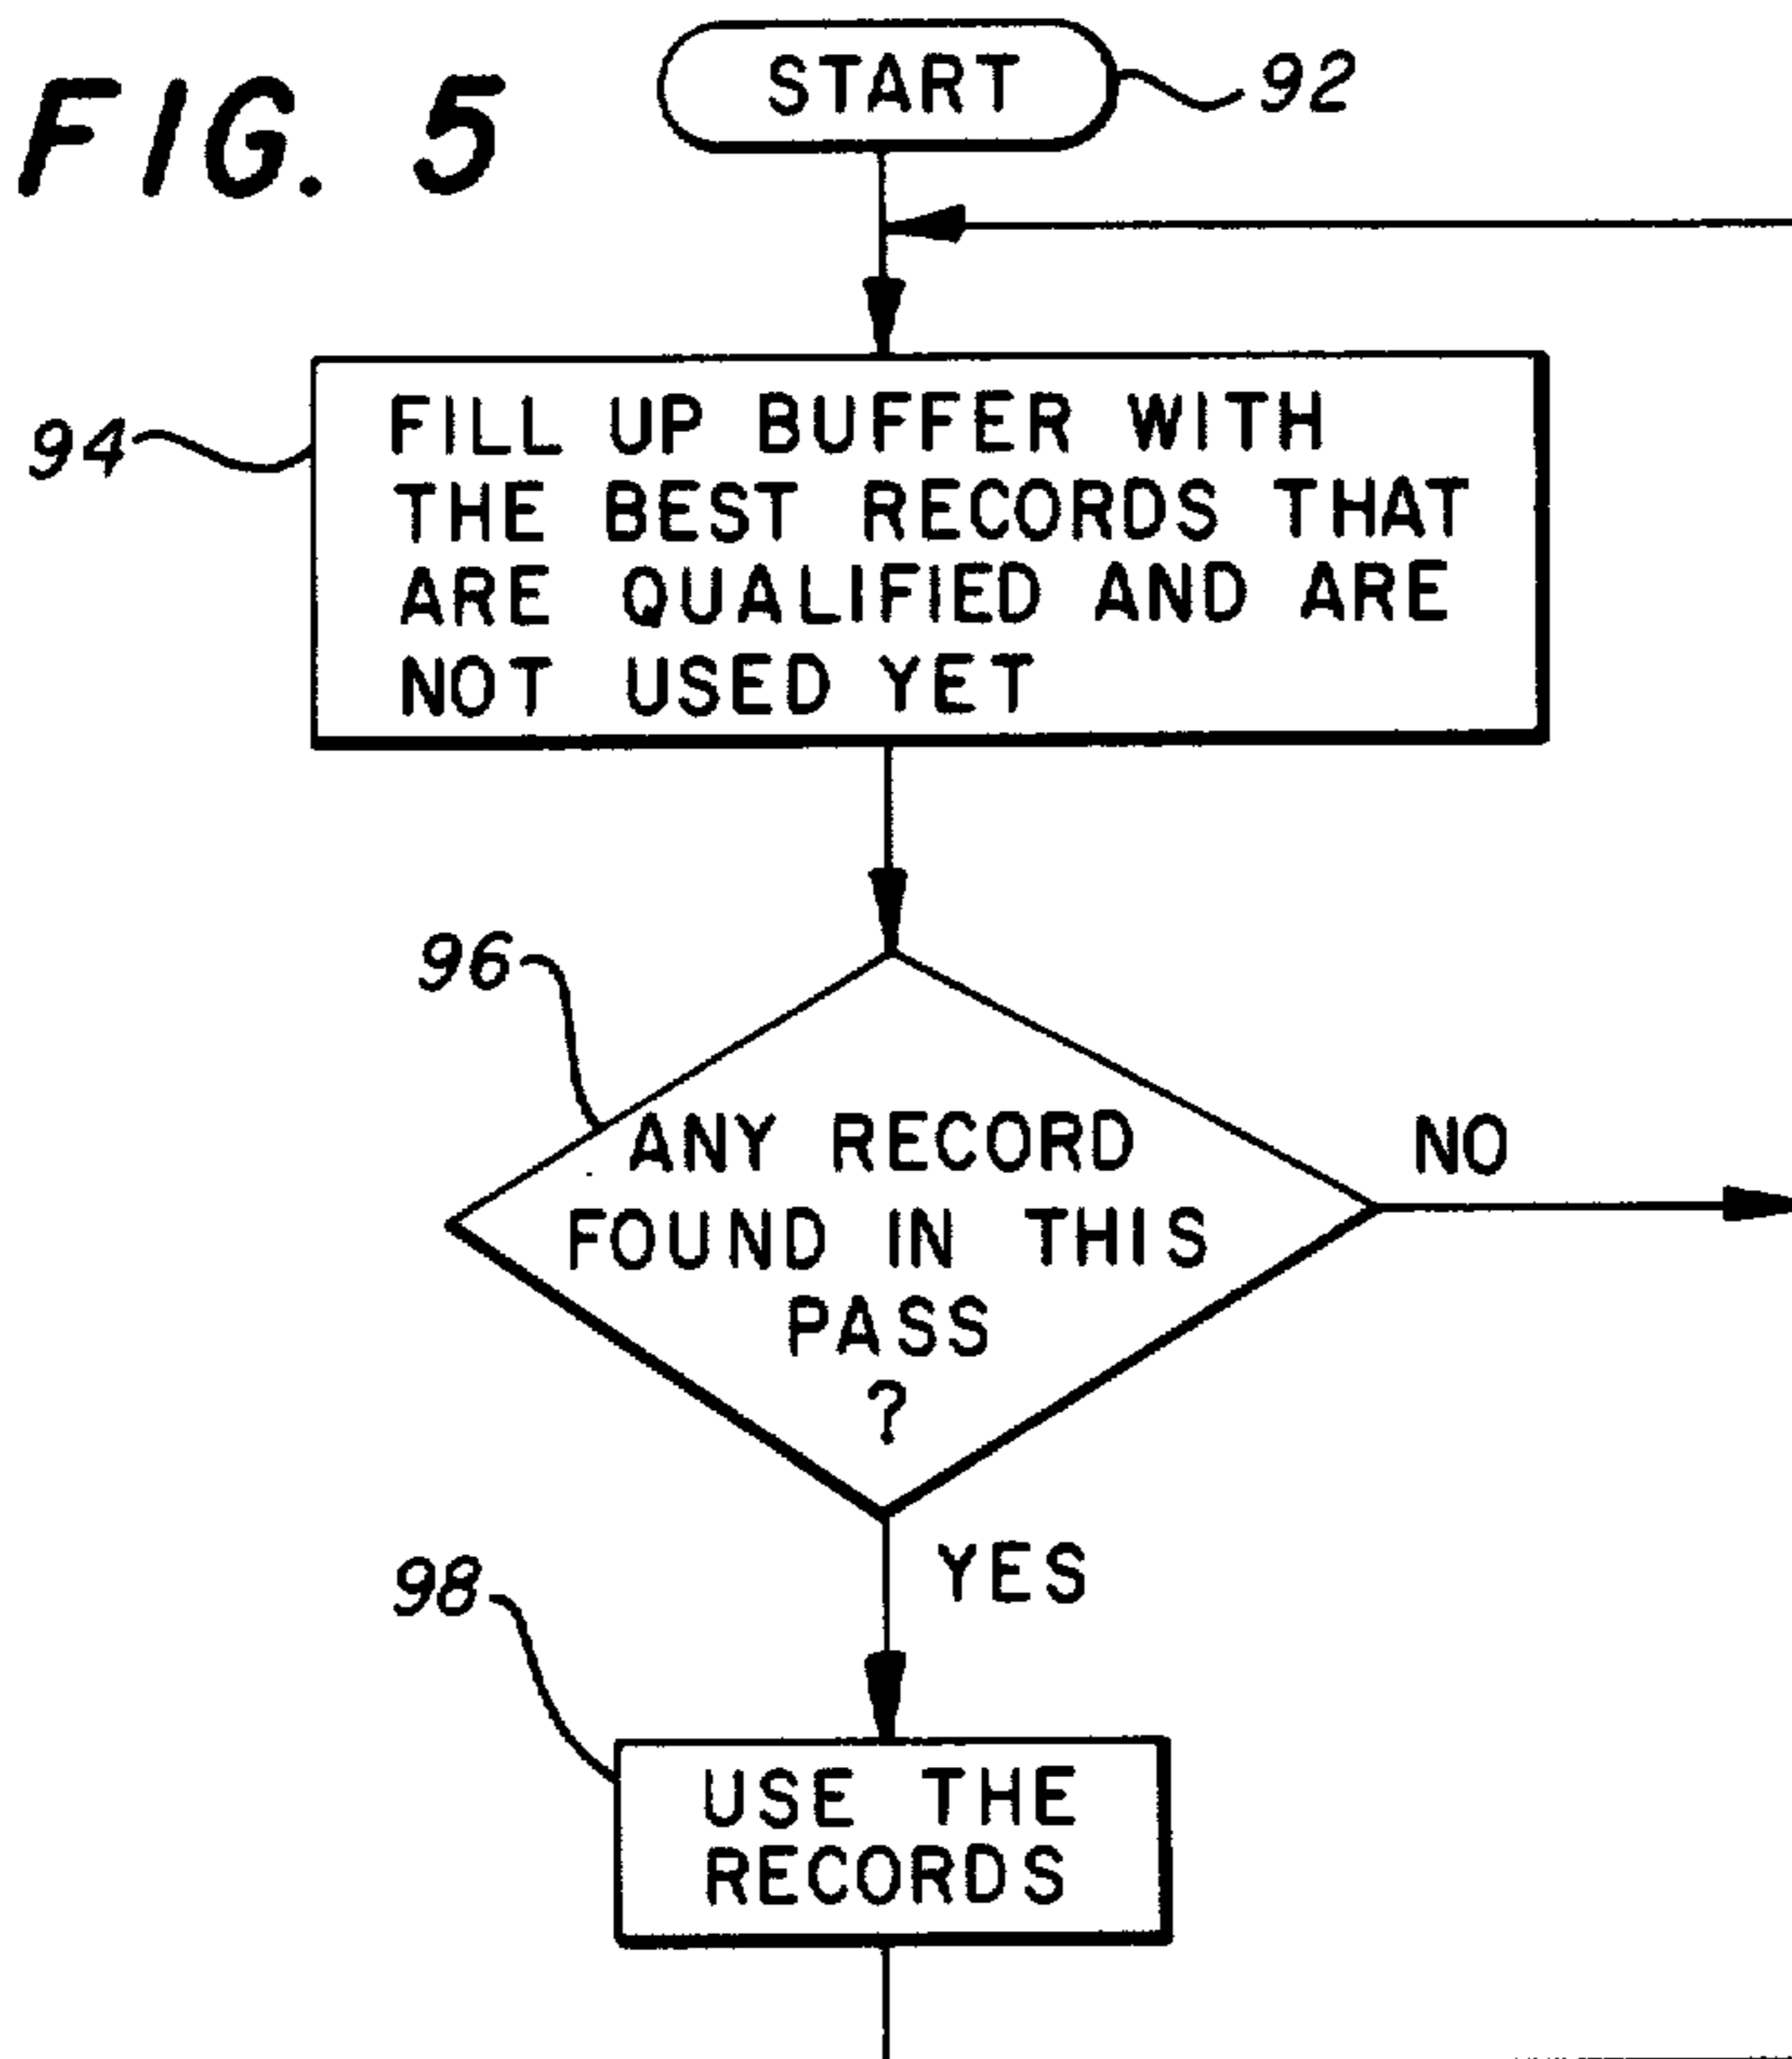 FIG. 5
START
92
94
FILL UP BUFFER WITH
THE BEST RECORDS THAT
ARE QUALIFIED AND ARE
NOT USED YET
96
ANY RECORD
FOUND IN THIS
PASS
?
NO
YES
98
USE THE
RECORDS